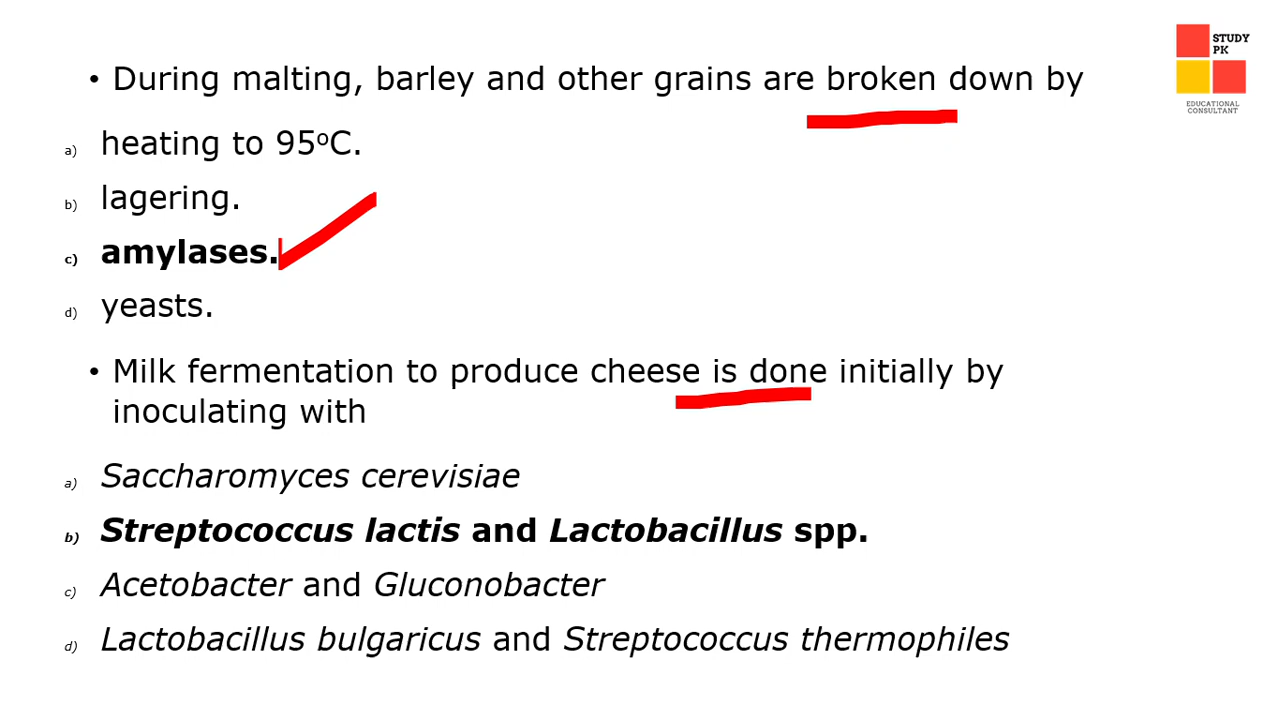 STUDY
PK
EDUCATIONAL
CONSULTANT
• During malting, barley and other grains are broken down by
a) heating to 95ºC.
b) lagering.
c) amylases.
d) yeasts.
• Milk fermentation to produce cheese is done initially by
inoculating with
a) Saccharomyces cerevisiae
b) Streptococcus lactis and Lactobacillus spp.
c) Acetobacter and Gluconobacter
d) Lactobacillus bulgaricus and Streptococcus thermophiles